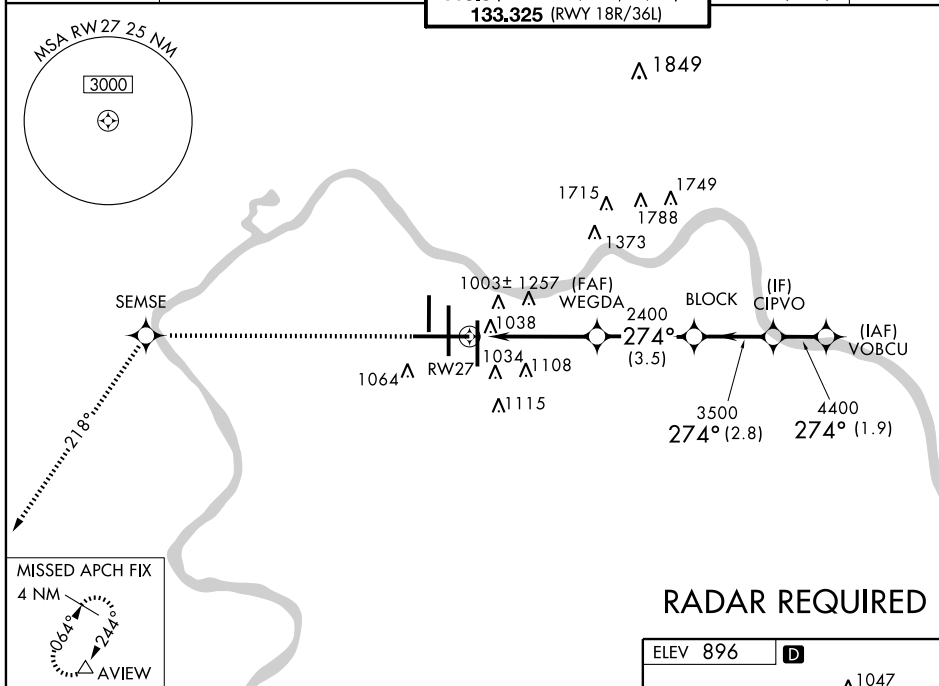 133.325 (RWY 18R/36L)
MSA RW27 25 NM
3000
1849
1715
1788
1749
1373
1003± 1257
(FAF)
WEGDA
BLOCK
(IF)
CIPVO
(IAF)
VOBCU
SEMSE
1038
2400
274°
(3.5)
1064
RW27
1034
1108
1115
3500
274° (2.8)
4400
274° (1.9)
218°
MISSED APCH FIX
4 NM
064°
244°
AVIEW
RADAR REQUIRED
ELEV 896
D
1047